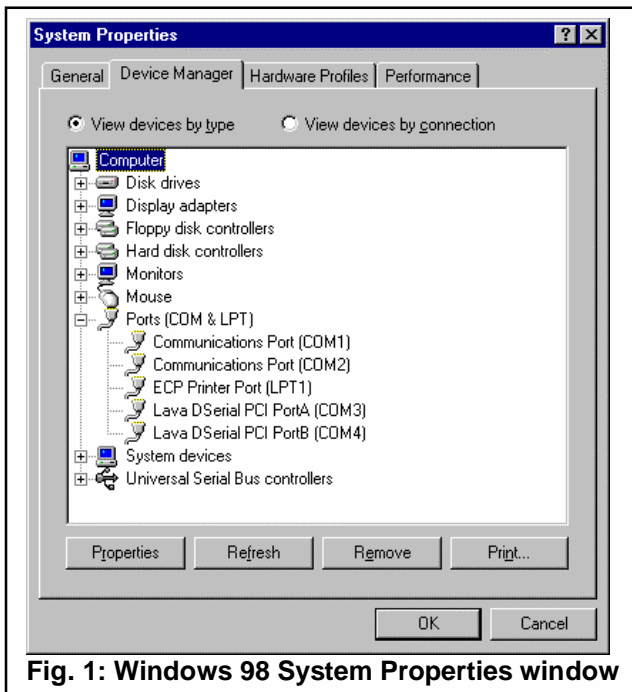 System Properties
General Device Manager Hardware Profiles Performance
View devices by type View devices by connection
Computer
Disk drives
Display adapters
Floppy disk controllers
Hard disk controllers
Monitors
Mouse
Ports (COM & LPT)
Communications Port (COM1)
Communications Port (COM2)
ECP Printer Port (LPT1)
Lava DSerial PCI PortA (COM3)
Lava DSerial PCI PortB (COM4)
System devices
Universal Serial Bus controllers
Properties Refresh Remove Print...
OK Cancel
Fig. 1: Windows 98 System Properties window